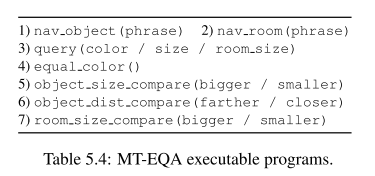 1) nav_object(phrase) 2) nav_room(phrase)
3) query(color / size / room_size)
4) equal_color()
5) object_size_compare(bigger / smaller)
6) object_dist_compare(farther / closer)
7) room_size_compare(bigger / smaller)
Table 5.4: MT-EQA executable programs.